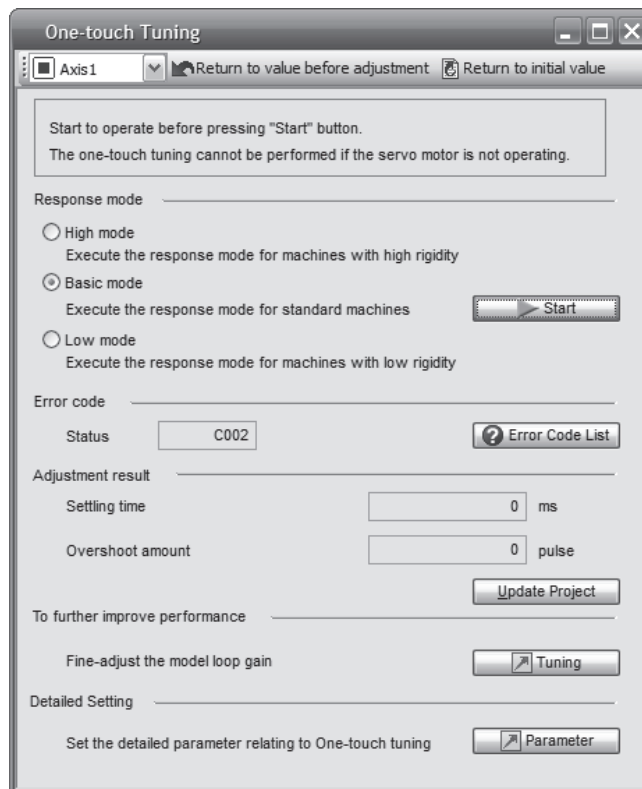 One-touch Tuning
Axis1 Return to value before adjustment Return to initial value
Start to operate before pressing "Start" button.
The one-touch tuning cannot be performed if the servo motor is not operating.
Response mode
High mode
Execute the response mode for machines with high rigidity
Basic mode
Execute the response mode for standard machines Start
Low mode
Execute the response mode for machines with low rigidity
Error code
Status C002 Error Code List
Adjustment result
Settling time 0 ms
Overshoot amount 0 pulse
Update Project
To further improve performance
Fine-adjust the model loop gain Tuning
Detailed Setting
Set the detailed parameter relating to One-touch tuning Parameter